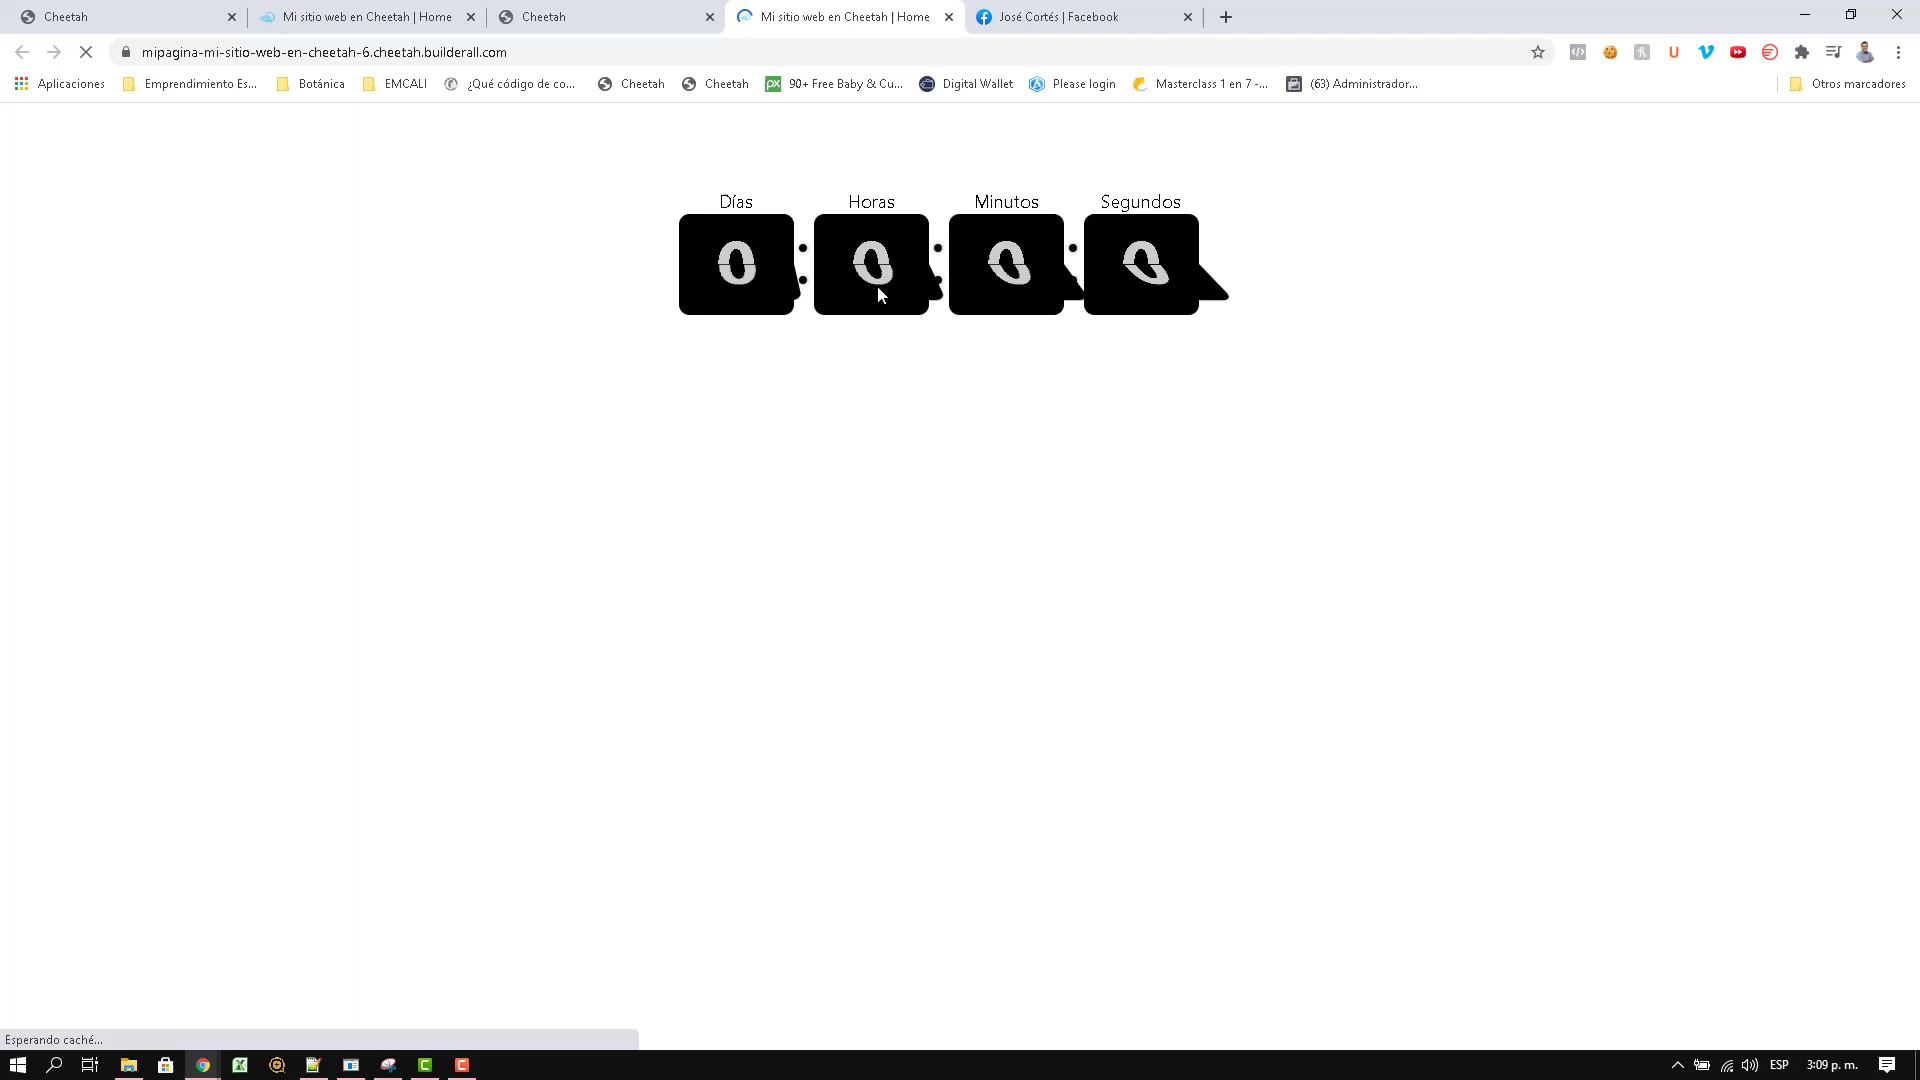 Cheetah
Mi sitio web en Cheetah | Home
Cheetah
Mi sitio web en Cheetah | Home
José Cortés | Facebook
mipagina-mi-sitio-web-en-cheetah-6.cheetah.builderall.com
Aplicaciones
Emprendimiento Es...
Botánica
EMCALI
¿Qué código de co...
Cheetah
Cheetah
px
90+ Free Baby & Cu...
Digital Wallet
Please login
Masterclass 1 en 7 -...
(63) Administrador...
Otros marcadores
Días
Horas
Minutos
Segundos
0 : 0 : 0 : 0
Esperando caché...
ESP
3:09 p. m.